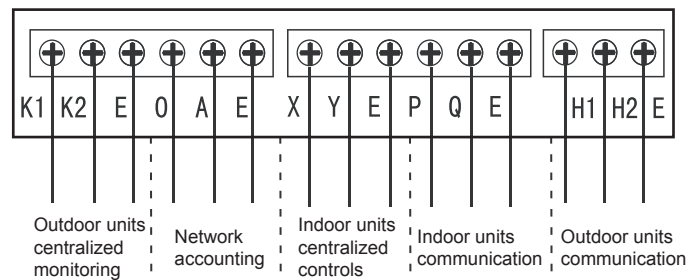 K1 K2 E O A E X Y E P Q E H1 H2 E
Outdoor units
centralized
monitoring
Network
accounting
Indoor units
centralized
controls
Indoor units
communication
Outdoor units
communication